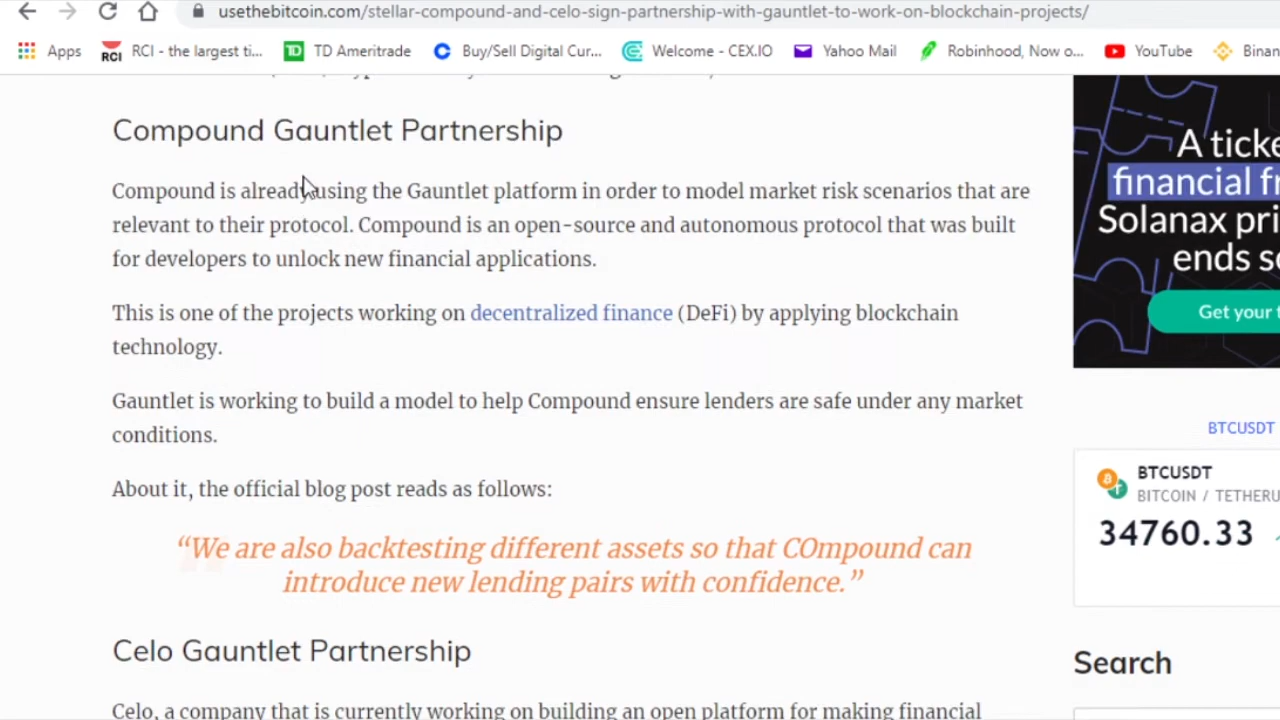 usethebitcoin.com/stellar-compound-and-celo-sign-partnership-with-gauntlet-to-work-on-blockchain-projects/
Apps RCI RCI - the largest ti... TD TD Ameritrade Buy/Sell Digital Cur... Welcome - CEX.IO Yahoo Mail Robinhood, Now o... YouTube Binan
Compound Gauntlet Partnership
Compound is already using the Gauntlet platform in order to model market risk scenarios that are
relevant to their protocol. Compound is an open-source and autonomous protocol that was built
for developers to unlock new financial applications.
This is one of the projects working on decentralized finance (DeFi) by applying blockchain
technology.
Gauntlet is working to build a model to help Compound ensure lenders are safe under any market
conditions.
About it, the official blog post reads as follows:
“We are also backtesting different assets so that COmpound can
introduce new lending pairs with confidence.”
Celo Gauntlet Partnership
Celo, a company that is currently working on building an open platform for making financial
A ticke
financial fr
Solanax pri
ends so
Get your t
BTCUSDT
BTCUSDT
BITCOIN / TETHERU
34760.33
Search